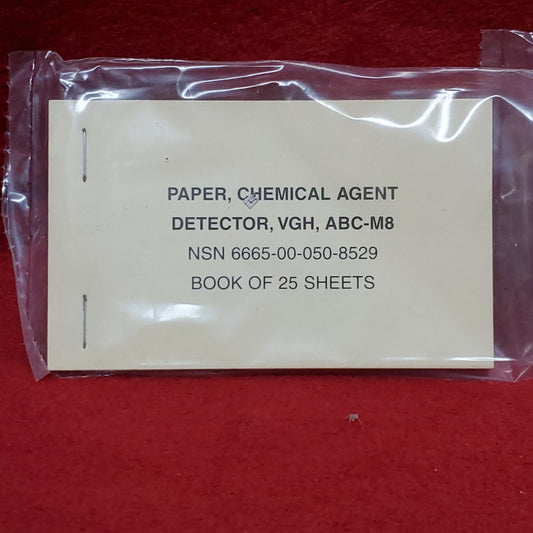 PAPER, CHEMICAL AGENT
DETECTOR, VGH, ABC-M8
NSN 6665-00-050-8529
BOOK OF 25 SHEETS